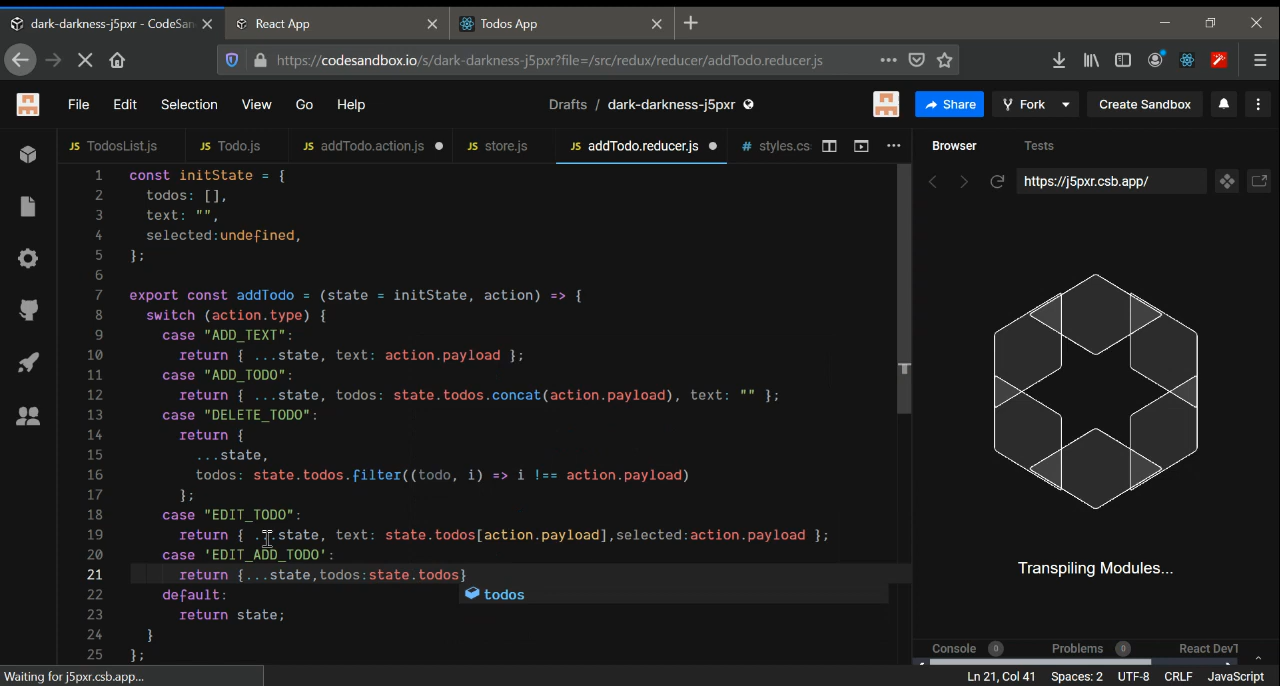 dark-darkness-j5pxr - CodeSan
React App
Todos App
https://codesandbox.io/s/dark-darkness-j5pxr?file=/src/redux/reducer/addTodo.reducer.js
File Edit Selection View Go Help
Drafts / dark-darkness-j5pxr
Share
Fork
Create Sandbox
JS TodosList.js
JS Todo.js
JS addTodo.action.js
JS store.js
JS addTodo.reducer.js
# styles.cs
Browser
Tests
https://j5pxr.csb.app/
1 const initState = {
2 todos: [],
3 text: "",
4 selected:undefined,
5 };
6
7 export const addTodo = (state = initState, action) => {
8 switch (action.type) {
9 case "ADD_TEXT":
10 return { ...state, text: action.payload };
11 case "ADD_TODO":
12 return { ...state, todos: state.todos.concat(action.payload), text: "" };
13 case "DELETE_TODO":
14 return {
15 ...state,
16 todos: state.todos.filter((todo, i) => i !== action.payload)
17 };
18 case "EDIT_TODO":
19 return { ...state, text: state.todos[action.payload],selected:action.payload };
20 case 'EDIT_ADD_TODO':
21 return {...state,todos:state.todos}
todos
22 default:
23 return state;
24 }
25 };
T
Transpiling Modules...
Console 0
Problems 0
React DevT
Waiting for j5pxr.csb.app...
Ln 21, Col 41
Spaces: 2
UTF-8
CRLF
JavaScript